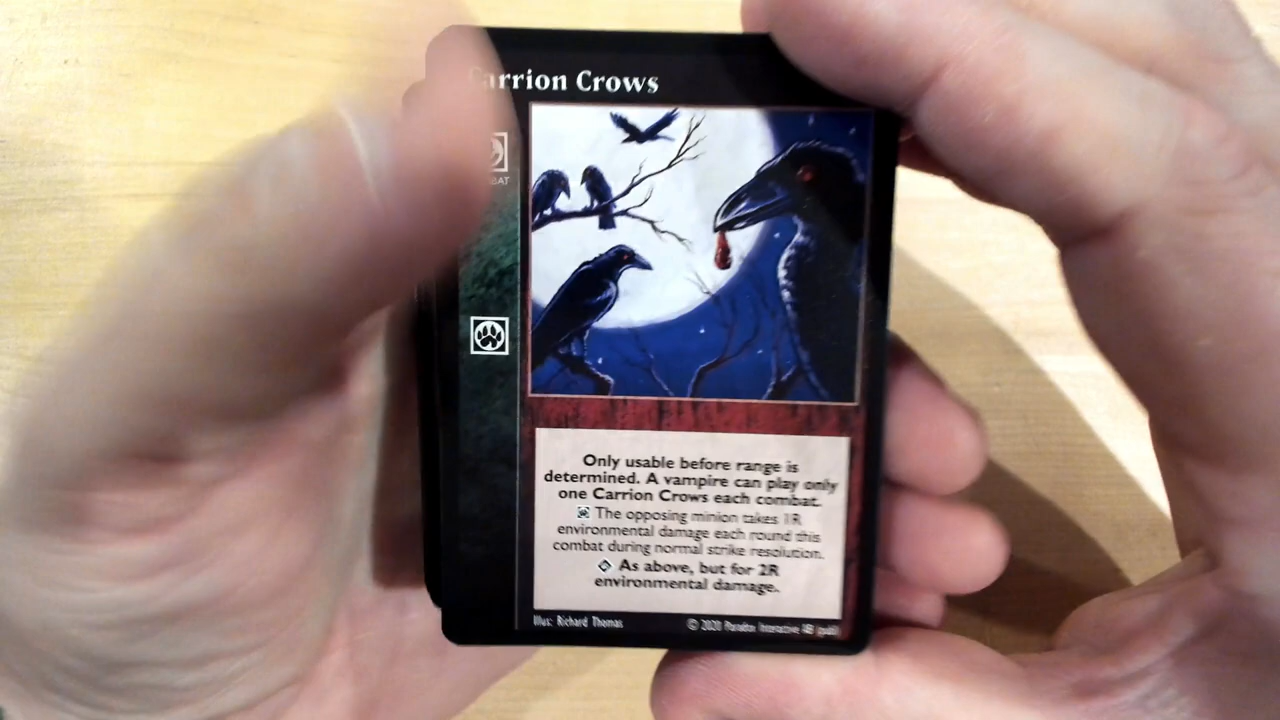 Carrion Crows
BAT
Only usable before range is
determined. A vampire can play only
one Carrion Crows each combat.
The opposing minion takes 1R
environmental damage each round this
combat during normal strike resolution.
As above, but for 2R
environmental damage.
Illus: Richard Thomas
© 2020 Paradox Interactive AB (publ)